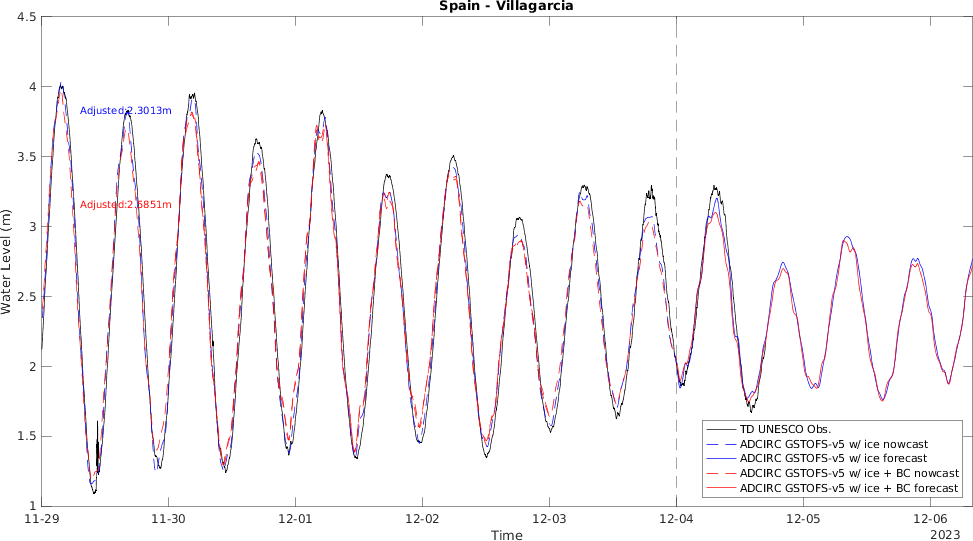 Spain - Villagarcia
4.5
4
3.5
3
2.5
2
1.5
1
Water Level (m)
Adjusted:2.3013m
Adjusted:2.6851m
TD UNESCO Obs.
ADCIRC GSTOFS-v5 w/ ice nowcast
ADCIRC GSTOFS-v5 w/ ice forecast
ADCIRC GSTOFS-v5 w/ ice + BC nowcast
ADCIRC GSTOFS-v5 w/ ice + BC forecast
11-29 11-30 12-01 12-02 12-03 12-04 12-05 12-06
Time
2023